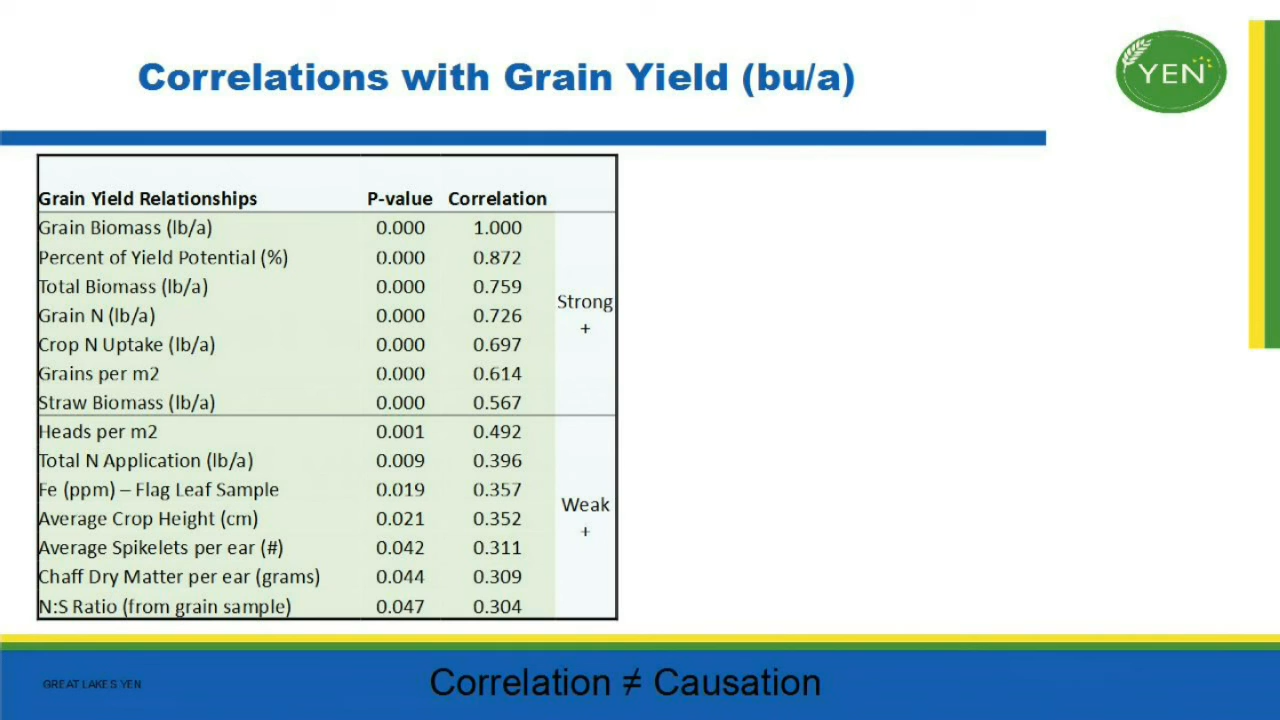 Correlations with Grain Yield (bu/a)
YEN
Grain Yield Relationships P-value Correlation
Grain Biomass (lb/a) 0.000 1.000
Percent of Yield Potential (%) 0.000 0.872
Total Biomass (lb/a) 0.000 0.759
Grain N (lb/a) 0.000 0.726
Crop N Uptake (lb/a) 0.000 0.697
Grains per m2 0.000 0.614
Straw Biomass (lb/a) 0.000 0.567
Strong
+
Heads per m2 0.001 0.492
Total N Application (lb/a) 0.009 0.396
Fe (ppm) – Flag Leaf Sample 0.019 0.357
Average Crop Height (cm) 0.021 0.352
Average Spikelets per ear (#) 0.042 0.311
Chaff Dry Matter per ear (grams) 0.044 0.309
N:S Ratio (from grain sample) 0.047 0.304
Weak
+
GREAT LAKES YEN
Correlation ≠ Causation